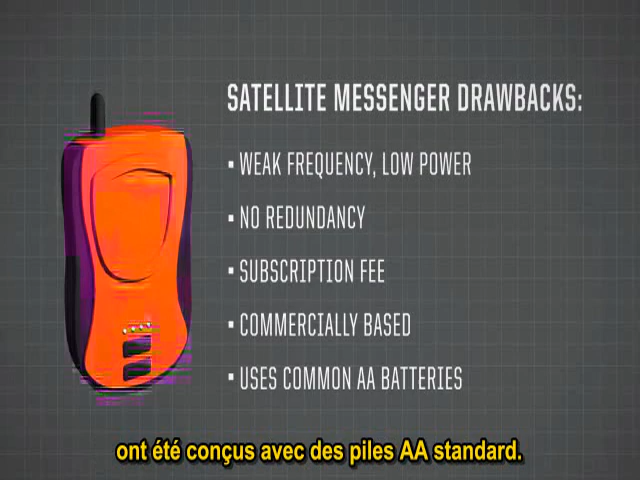 SATELLITE MESSENGER DRAWBACKS:
▪ WEAK FREQUENCY, LOW POWER
▪ NO REDUNDANCY
▪ SUBSCRIPTION FEE
▪ COMMERCIALLY BASED
▪ USES COMMON AA BATTERIES
ont été conçus avec des piles AA standard.